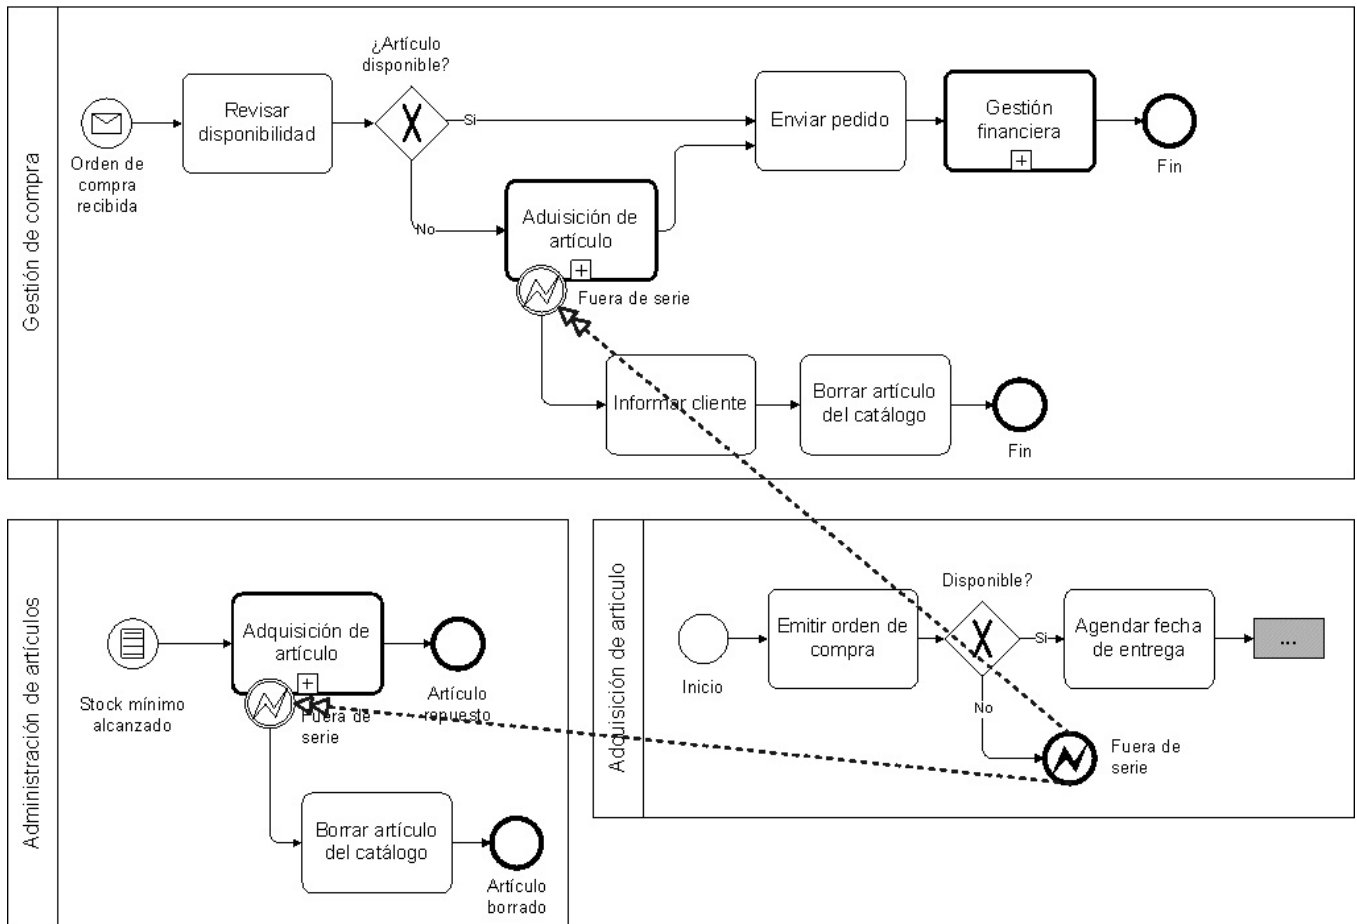 Gestión de compra
¿Artículo
disponible?
Orden de
compra
recibida
Revisar
disponibilidad
Si
No
Enviar pedido
Gestión
financiera
Fin
Aduisición de
artículo
Fuera de serie
Informar cliente
Borrar artículo
del catálogo
Fin
Administración de artículos
Stock mínimo
alcanzado
Adquisición de
artículo
Fuera de
serie
Artículo
repuesto
Borrar artículo
del catálogo
Artículo
borrado
Adquisición de artículo
Inicio
Emitir orden de
compra
Disponible?
Si
No
Agendar fecha
de entrega
...
Fuera de
serie